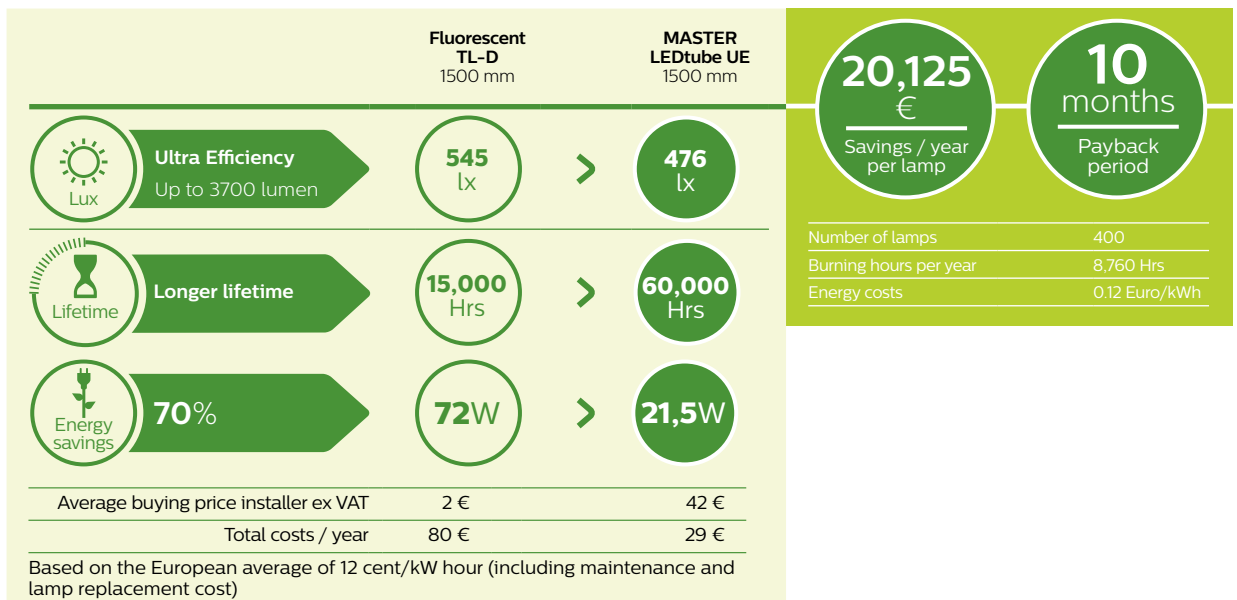 Fluorescent
TL-D
1500 mm
MASTER
LEDtube UE
1500 mm
Lux
Ultra Efficiency
Up to 3700 lumen
545
lx
>
476
lx
Lifetime
Longer lifetime
15,000
Hrs
>
60,000
Hrs
Energy
savings
70%
72W
>
21,5W
Average buying price installer ex VAT 2 € 42 €
Total costs / year 80 € 29 €
Based on the European average of 12 cent/kW hour (including maintenance and
lamp replacement cost)
20,125
€
Savings / year
per lamp
10
months
Payback
period
Number of lamps 400
Burning hours per year 8,760 Hrs
Energy costs 0.12 Euro/kWh